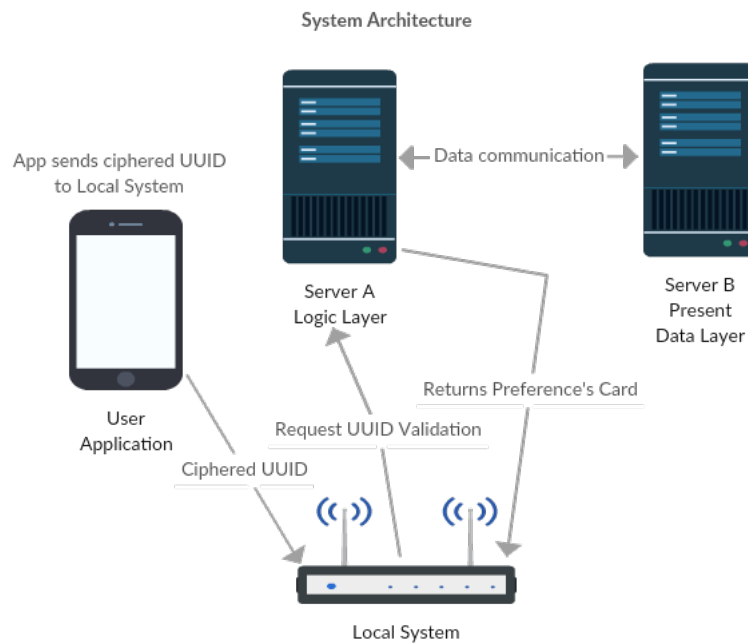 System Architecture
App sends ciphered UUID
to Local System
Data communication
Server A
Logic Layer
Server B
Present
Data Layer
Returns Preference's Card
User
Application
Request UUID Validation
Ciphered UUID
Local System